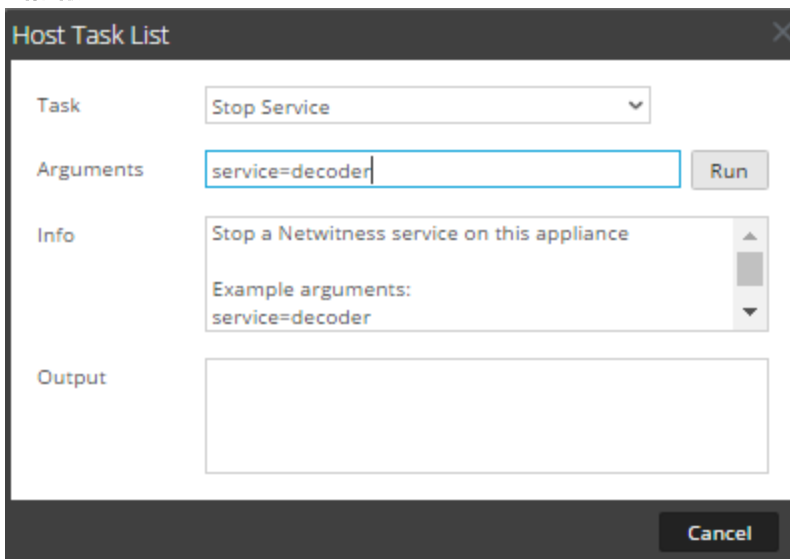 Host Task List
Task
Stop Service
Arguments
service=decoder
Run
Info
Stop a Netwitness service on this appliance
Example arguments:
service=decoder
Output
Cancel